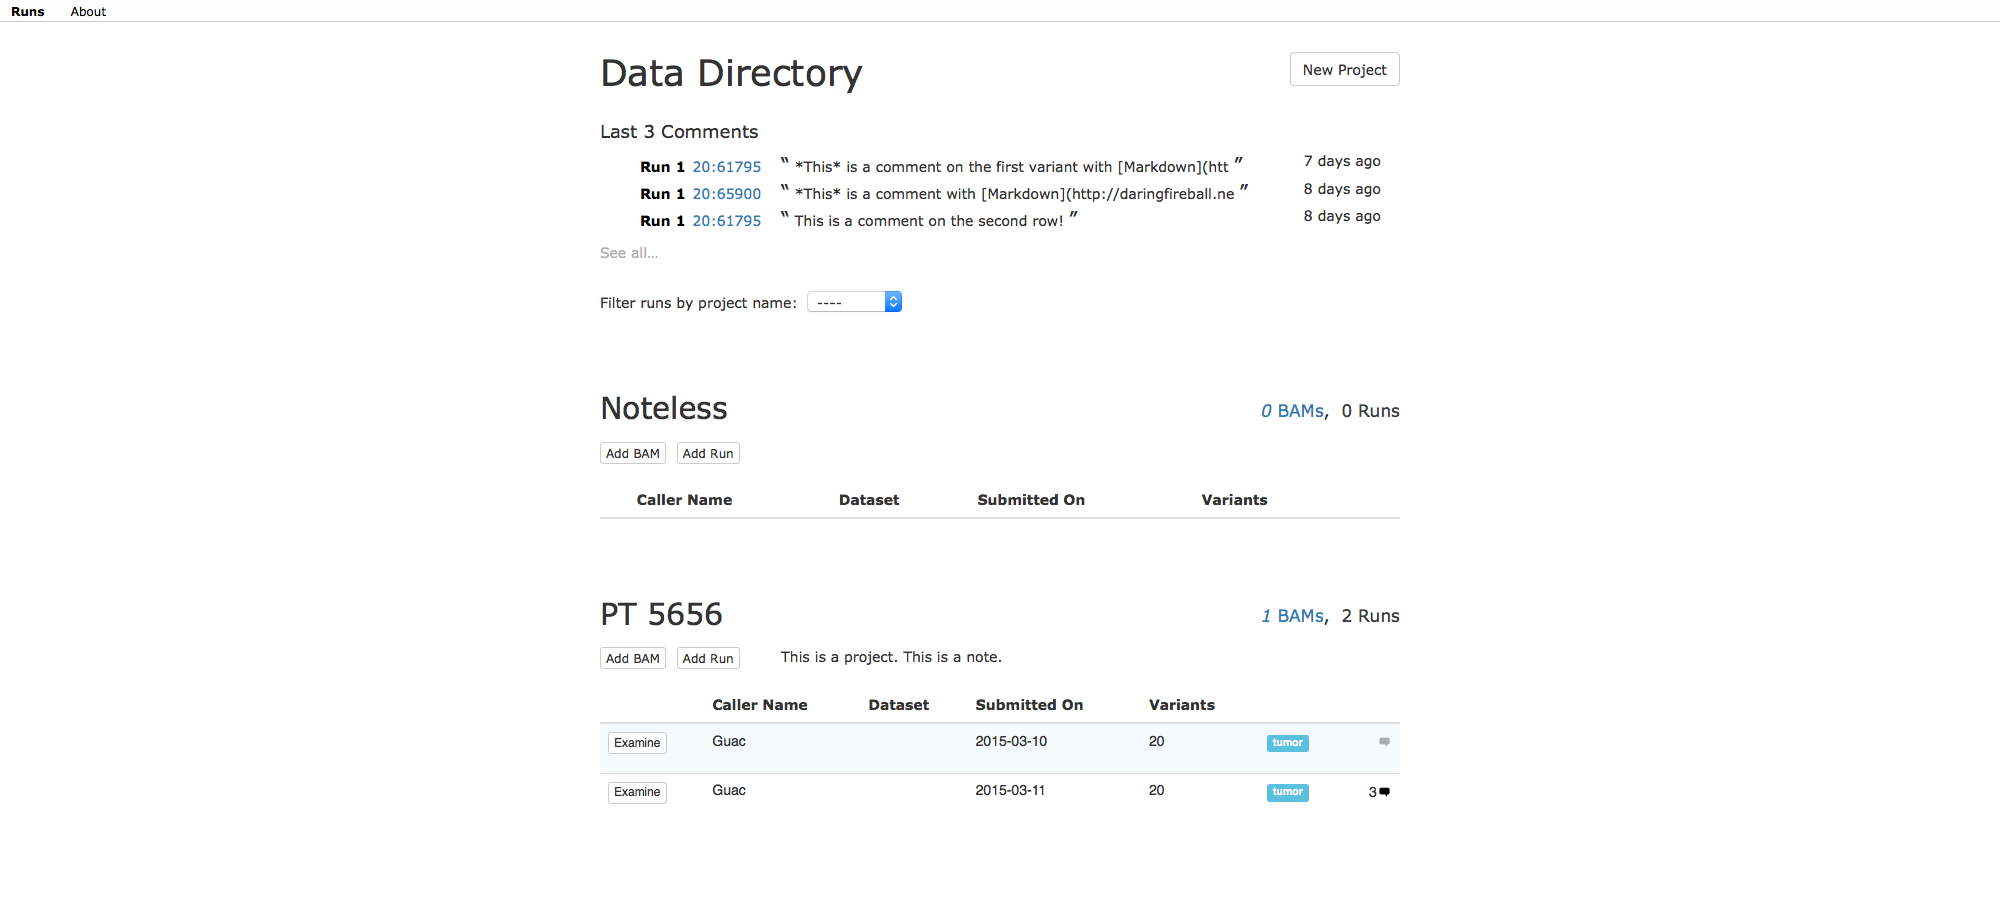 Runs About
Data Directory
New Project
Last 3 Comments
Run 1 20:61795 “ *This* is a comment on the first variant with [Markdown](htt ” 7 days ago
Run 1 20:65900 “ *This* is a comment with [Markdown](http://daringfireball.ne ” 8 days ago
Run 1 20:61795 “ This is a comment on the second row! ” 8 days ago
See all...
Filter runs by project name: ----
Noteless 0 BAMs, 0 Runs
Add BAM Add Run
Caller Name Dataset Submitted On Variants
PT 5656 1 BAMs, 2 Runs
Add BAM Add Run This is a project. This is a note.
Caller Name Dataset Submitted On Variants
Examine Guac 2015-03-10 20 tumor
Examine Guac 2015-03-11 20 tumor 3